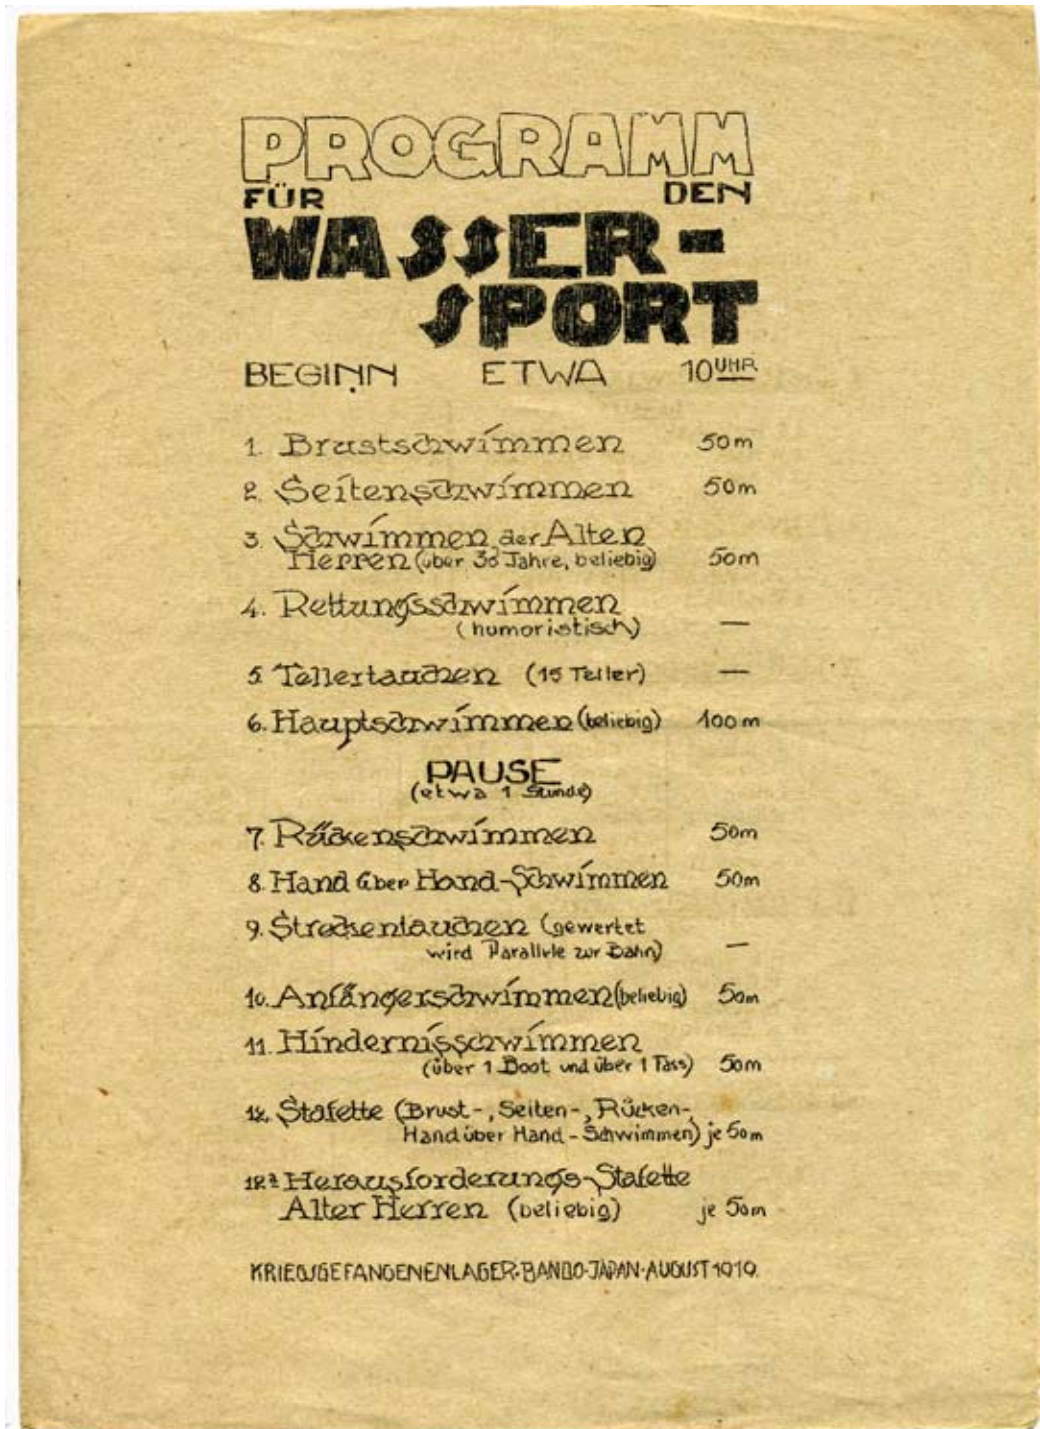 PROGRAMM
FÜR DEN
WASSER-
SPORT
BEGINN ETWA 10 UHR
1. Brustschwimmen 50m
2. Seitenschwimmen 50m
3. Schwimmen der Alten
Herren (über 30 Jahre, beliebig) 50m
4. Rettungsschwimmen
(humoristisch) —
5. Tellertauchen (15 Teller) —
6. Hauptschwimmen (beliebig) 100m
PAUSE
(etwa 1 Stunde)
7. Rückenschwimmen 50m
8. Hand über Hand-Schwimmen 50m
9. Streckentauchen (gewertet
wird Parallele zur Bahn) —
10. Anfängerschwimmen (beliebig) 50m
11. Hindernisschwimmen
(über 1 Boot und über 1 Fass) 50m
12. Stafette (Brust-, Seiten-, Rücken-,
Hand über Hand-Schwimmen) je 50m
12a Herausforderungs-Stafette
Alter Herren (beliebig) je 50m
KRIEGSGEFANGENENLAGER·BANDO·JAPAN·AUGUST 1919.